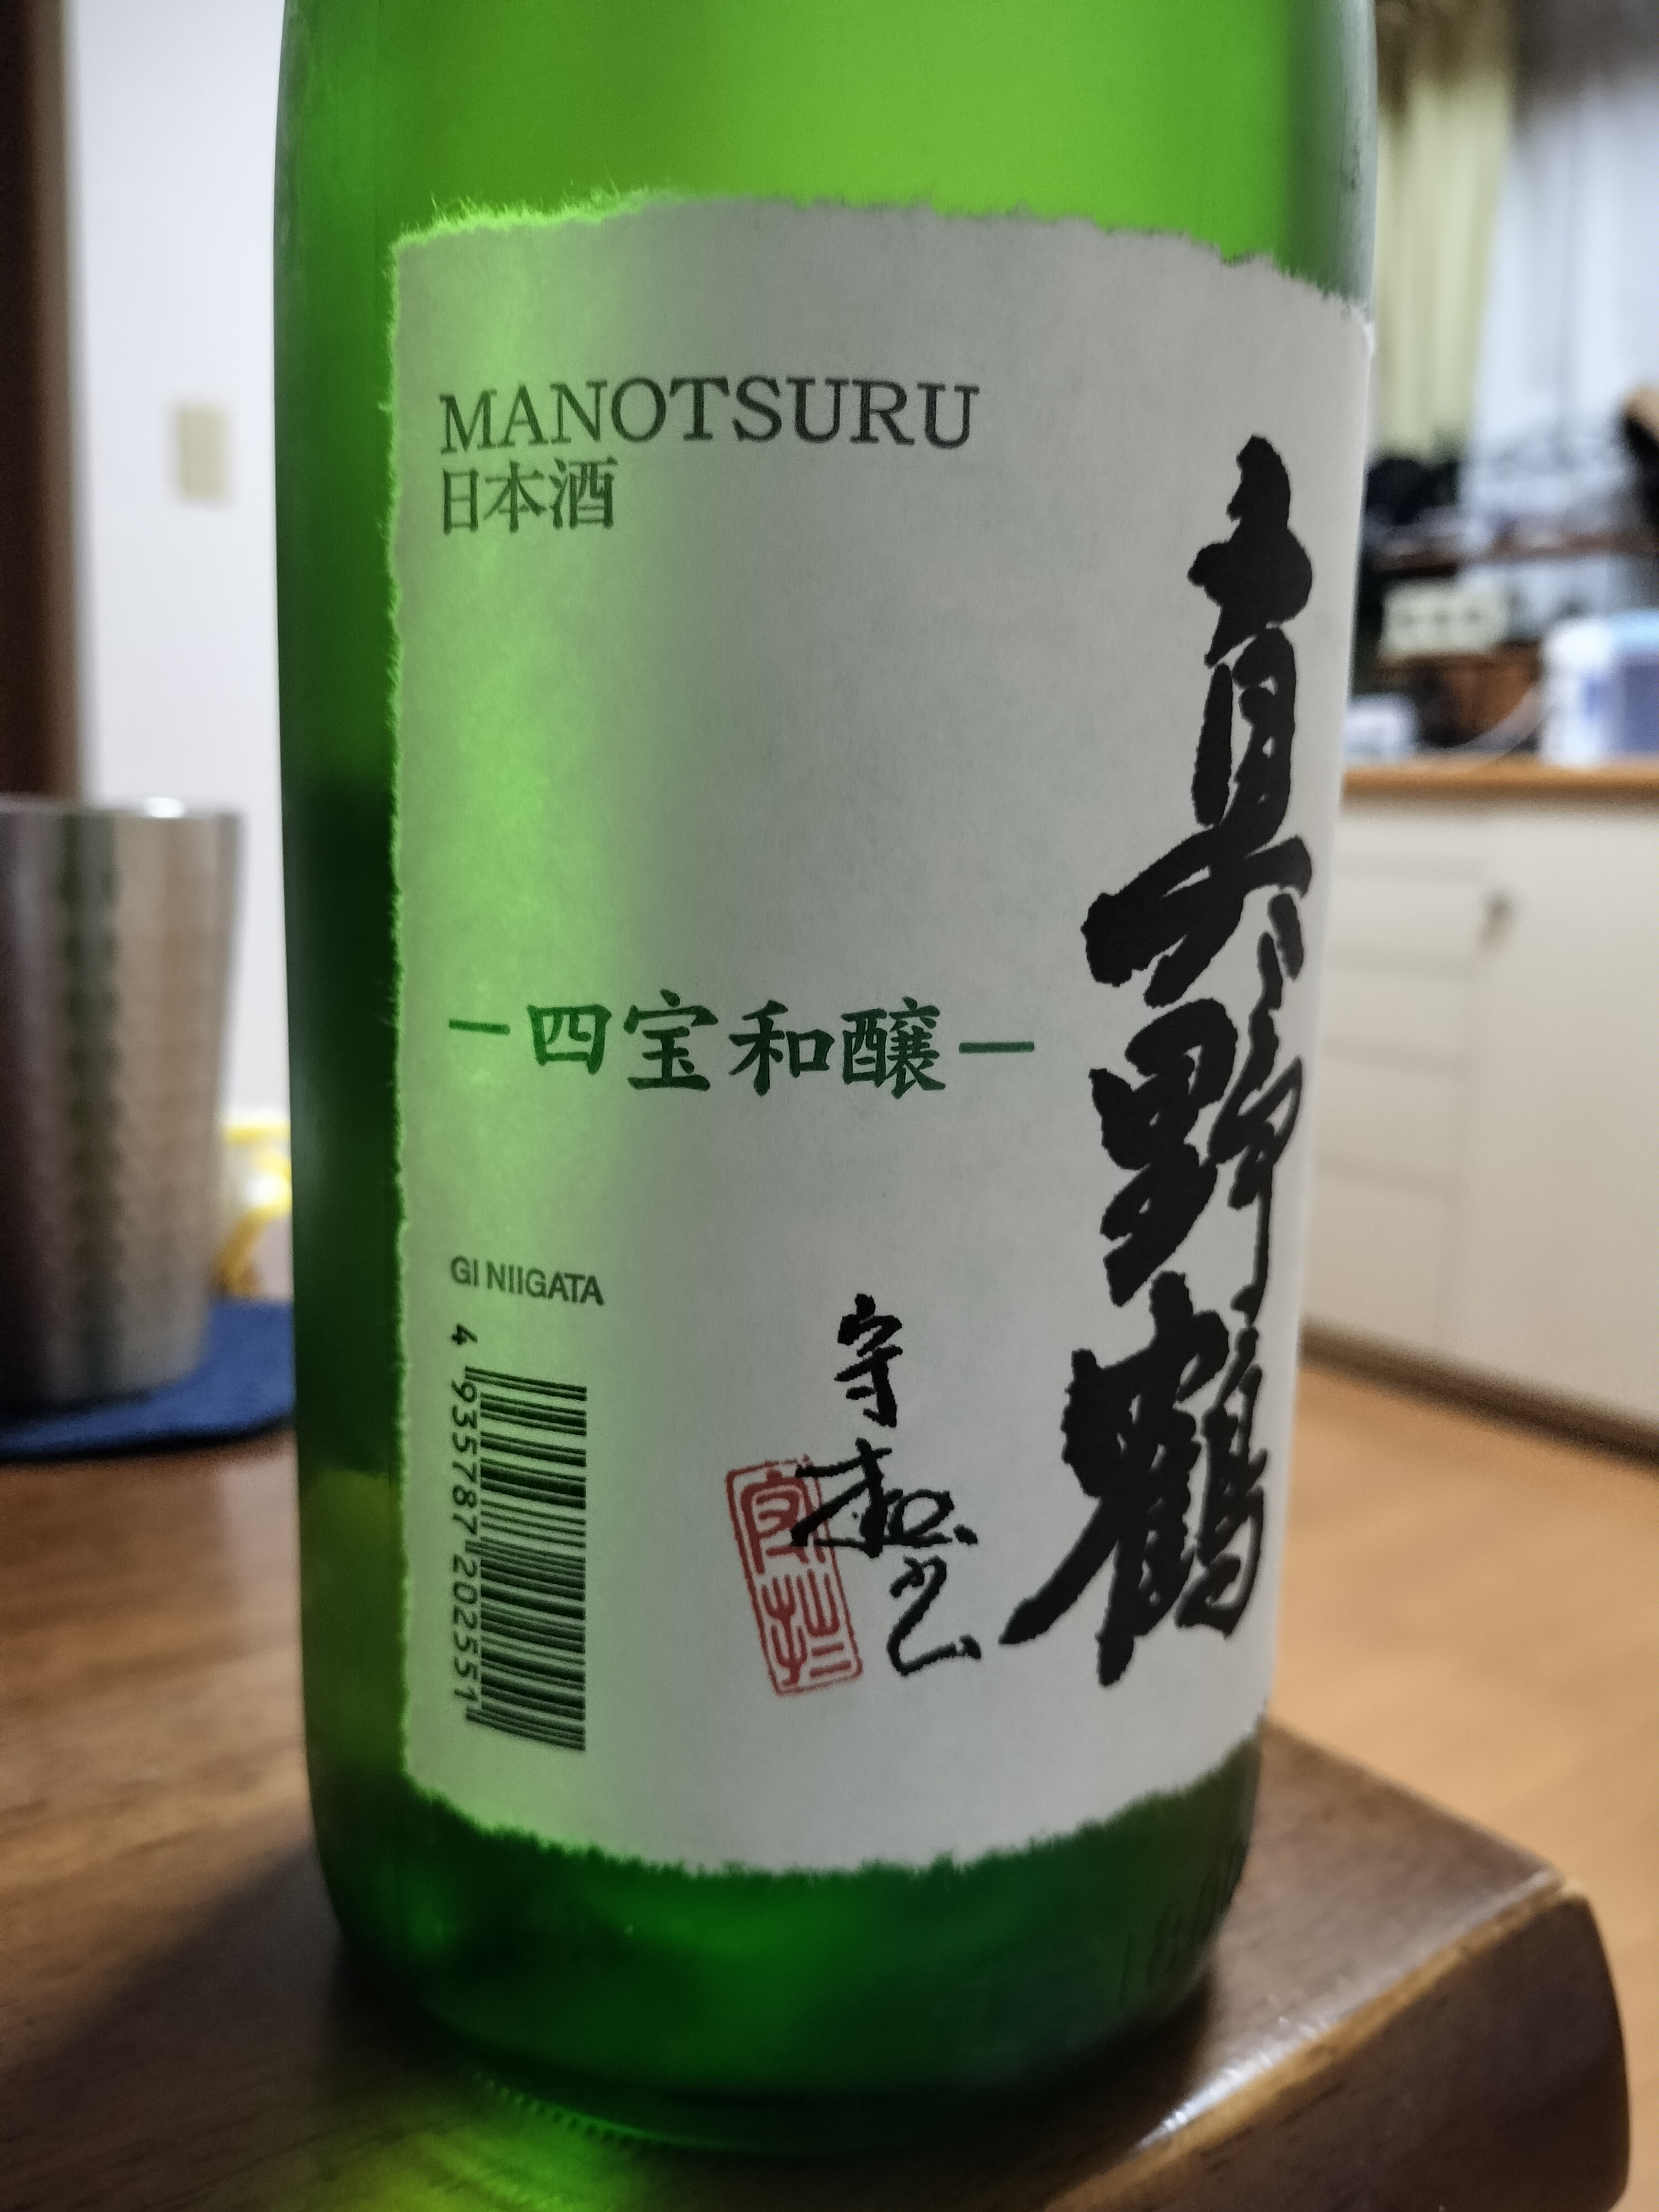 MANOTSURU
日本酒
真野鶴
－四宝和醸－
GI NIIGATA
4 935787 202551